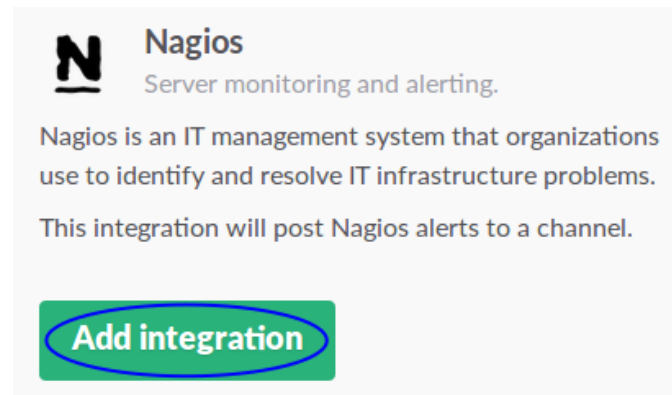 N
Nagios
Server monitoring and alerting.
Nagios is an IT management system that organizations
use to identify and resolve IT infrastructure problems.
This integration will post Nagios alerts to a channel.
Add integration